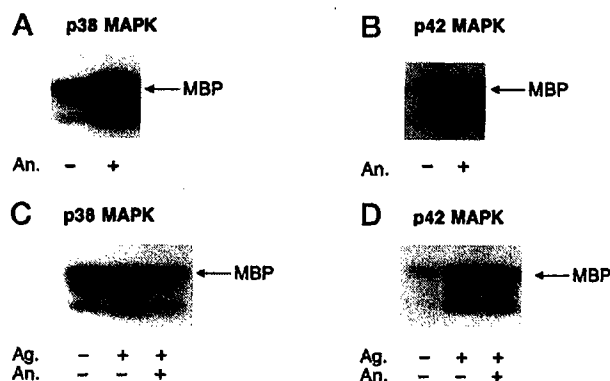 A p38 MAPK
MBP
An. – +
B p42 MAPK
MBP
An. – +
C p38 MAPK
MBP
Ag. – + +
An. – – +
D p42 MAPK
MBP
Ag. – + +
An. – – +